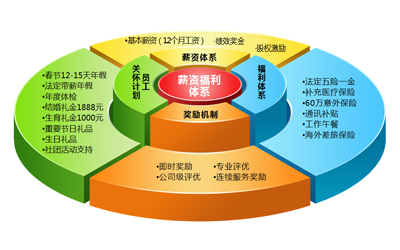 •基本薪资（12个月工资） •绩效奖金
•股权激励
薪资体系
员工
关怀计划
薪资福利
体系
福利体系
奖励机制
•春节12-15天年假
•法定带薪年假
•年度体检
•结婚礼金1888元
•生育礼金1000元
•重要节日礼品
•生日礼品
•社团活动支持
•法定五险一金
•补充医疗保险
•60万意外保险
•通讯补贴
•工作午餐
•海外差旅保险
•即时奖励 •专业评优
•公司级评优 •连续服务奖励